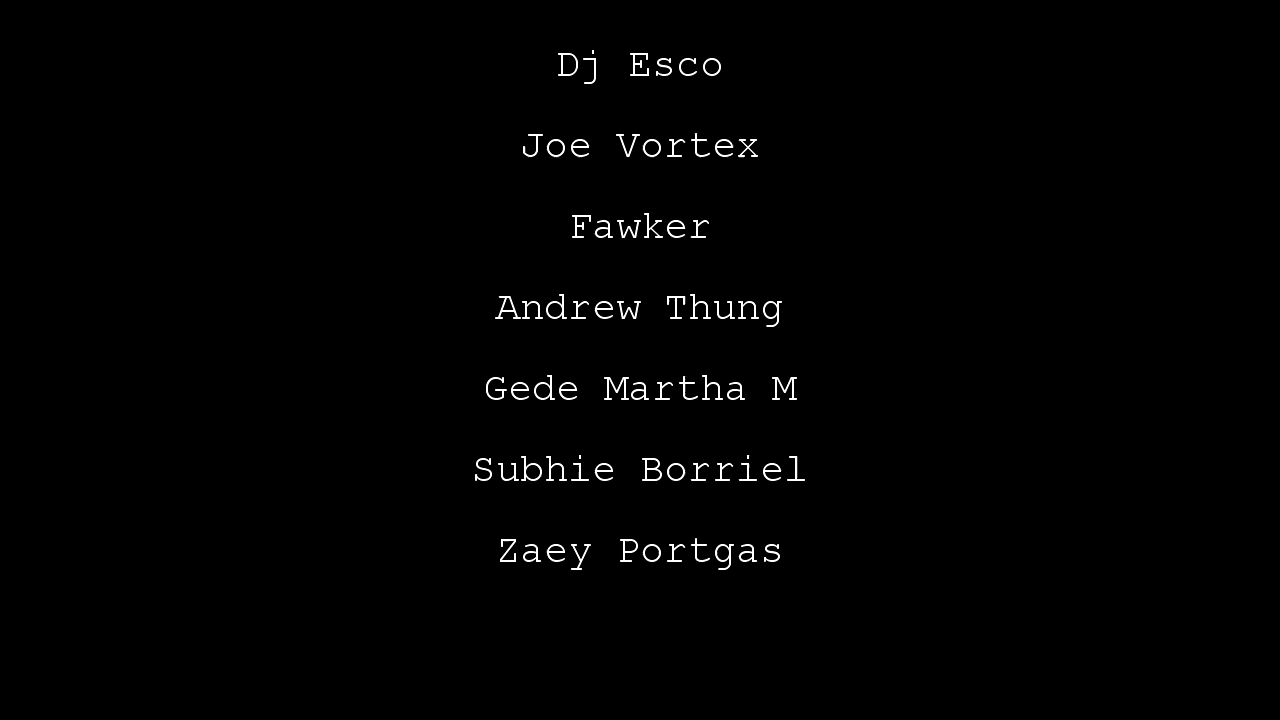 Dj Esco
Joe Vortex
Fawker
Andrew Thung
Gede Martha M
Subhie Borriel
Zaey Portgas